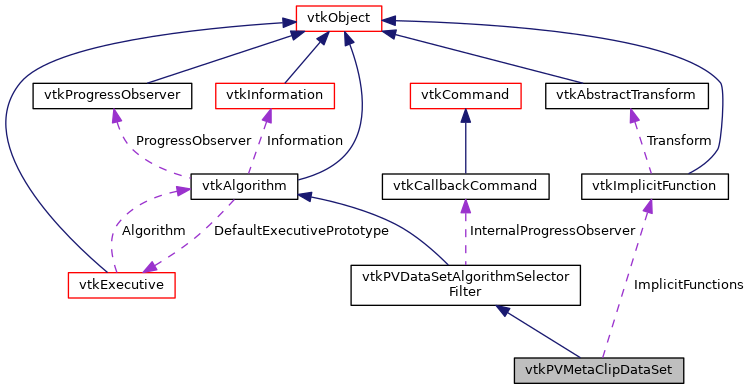 vtkObject
vtkProgressObserver
vtkInformation
vtkCommand
vtkAbstractTransform
ProgressObserver
Information
Transform
vtkAlgorithm
vtkCallbackCommand
vtkImplicitFunction
Algorithm
DefaultExecutivePrototype
InternalProgressObserver
vtkExecutive
vtkPVDataSetAlgorithmSelector
Filter
ImplicitFunctions
vtkPVMetaClipDataSet